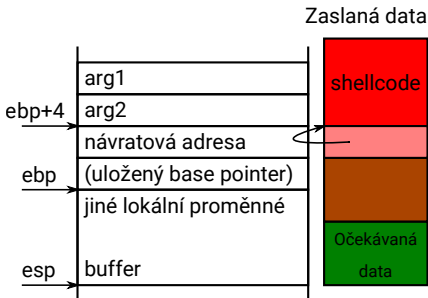 Zaslaná data
arg1
shellcode
ebp+4
arg2
návratová adresa
ebp
(uložený base pointer)
jiné lokální proměnné
Očekávaná
data
esp
buffer